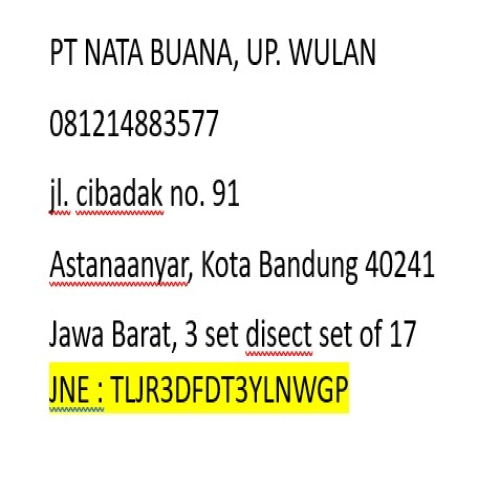 PT NATA BUANA, UP. WULAN
081214883577
jl. cibadak no. 91
Astanaanyar, Kota Bandung 40241
Jawa Barat, 3 set disect set of 17
JNE : TLJR3DFDT3YLNWGP